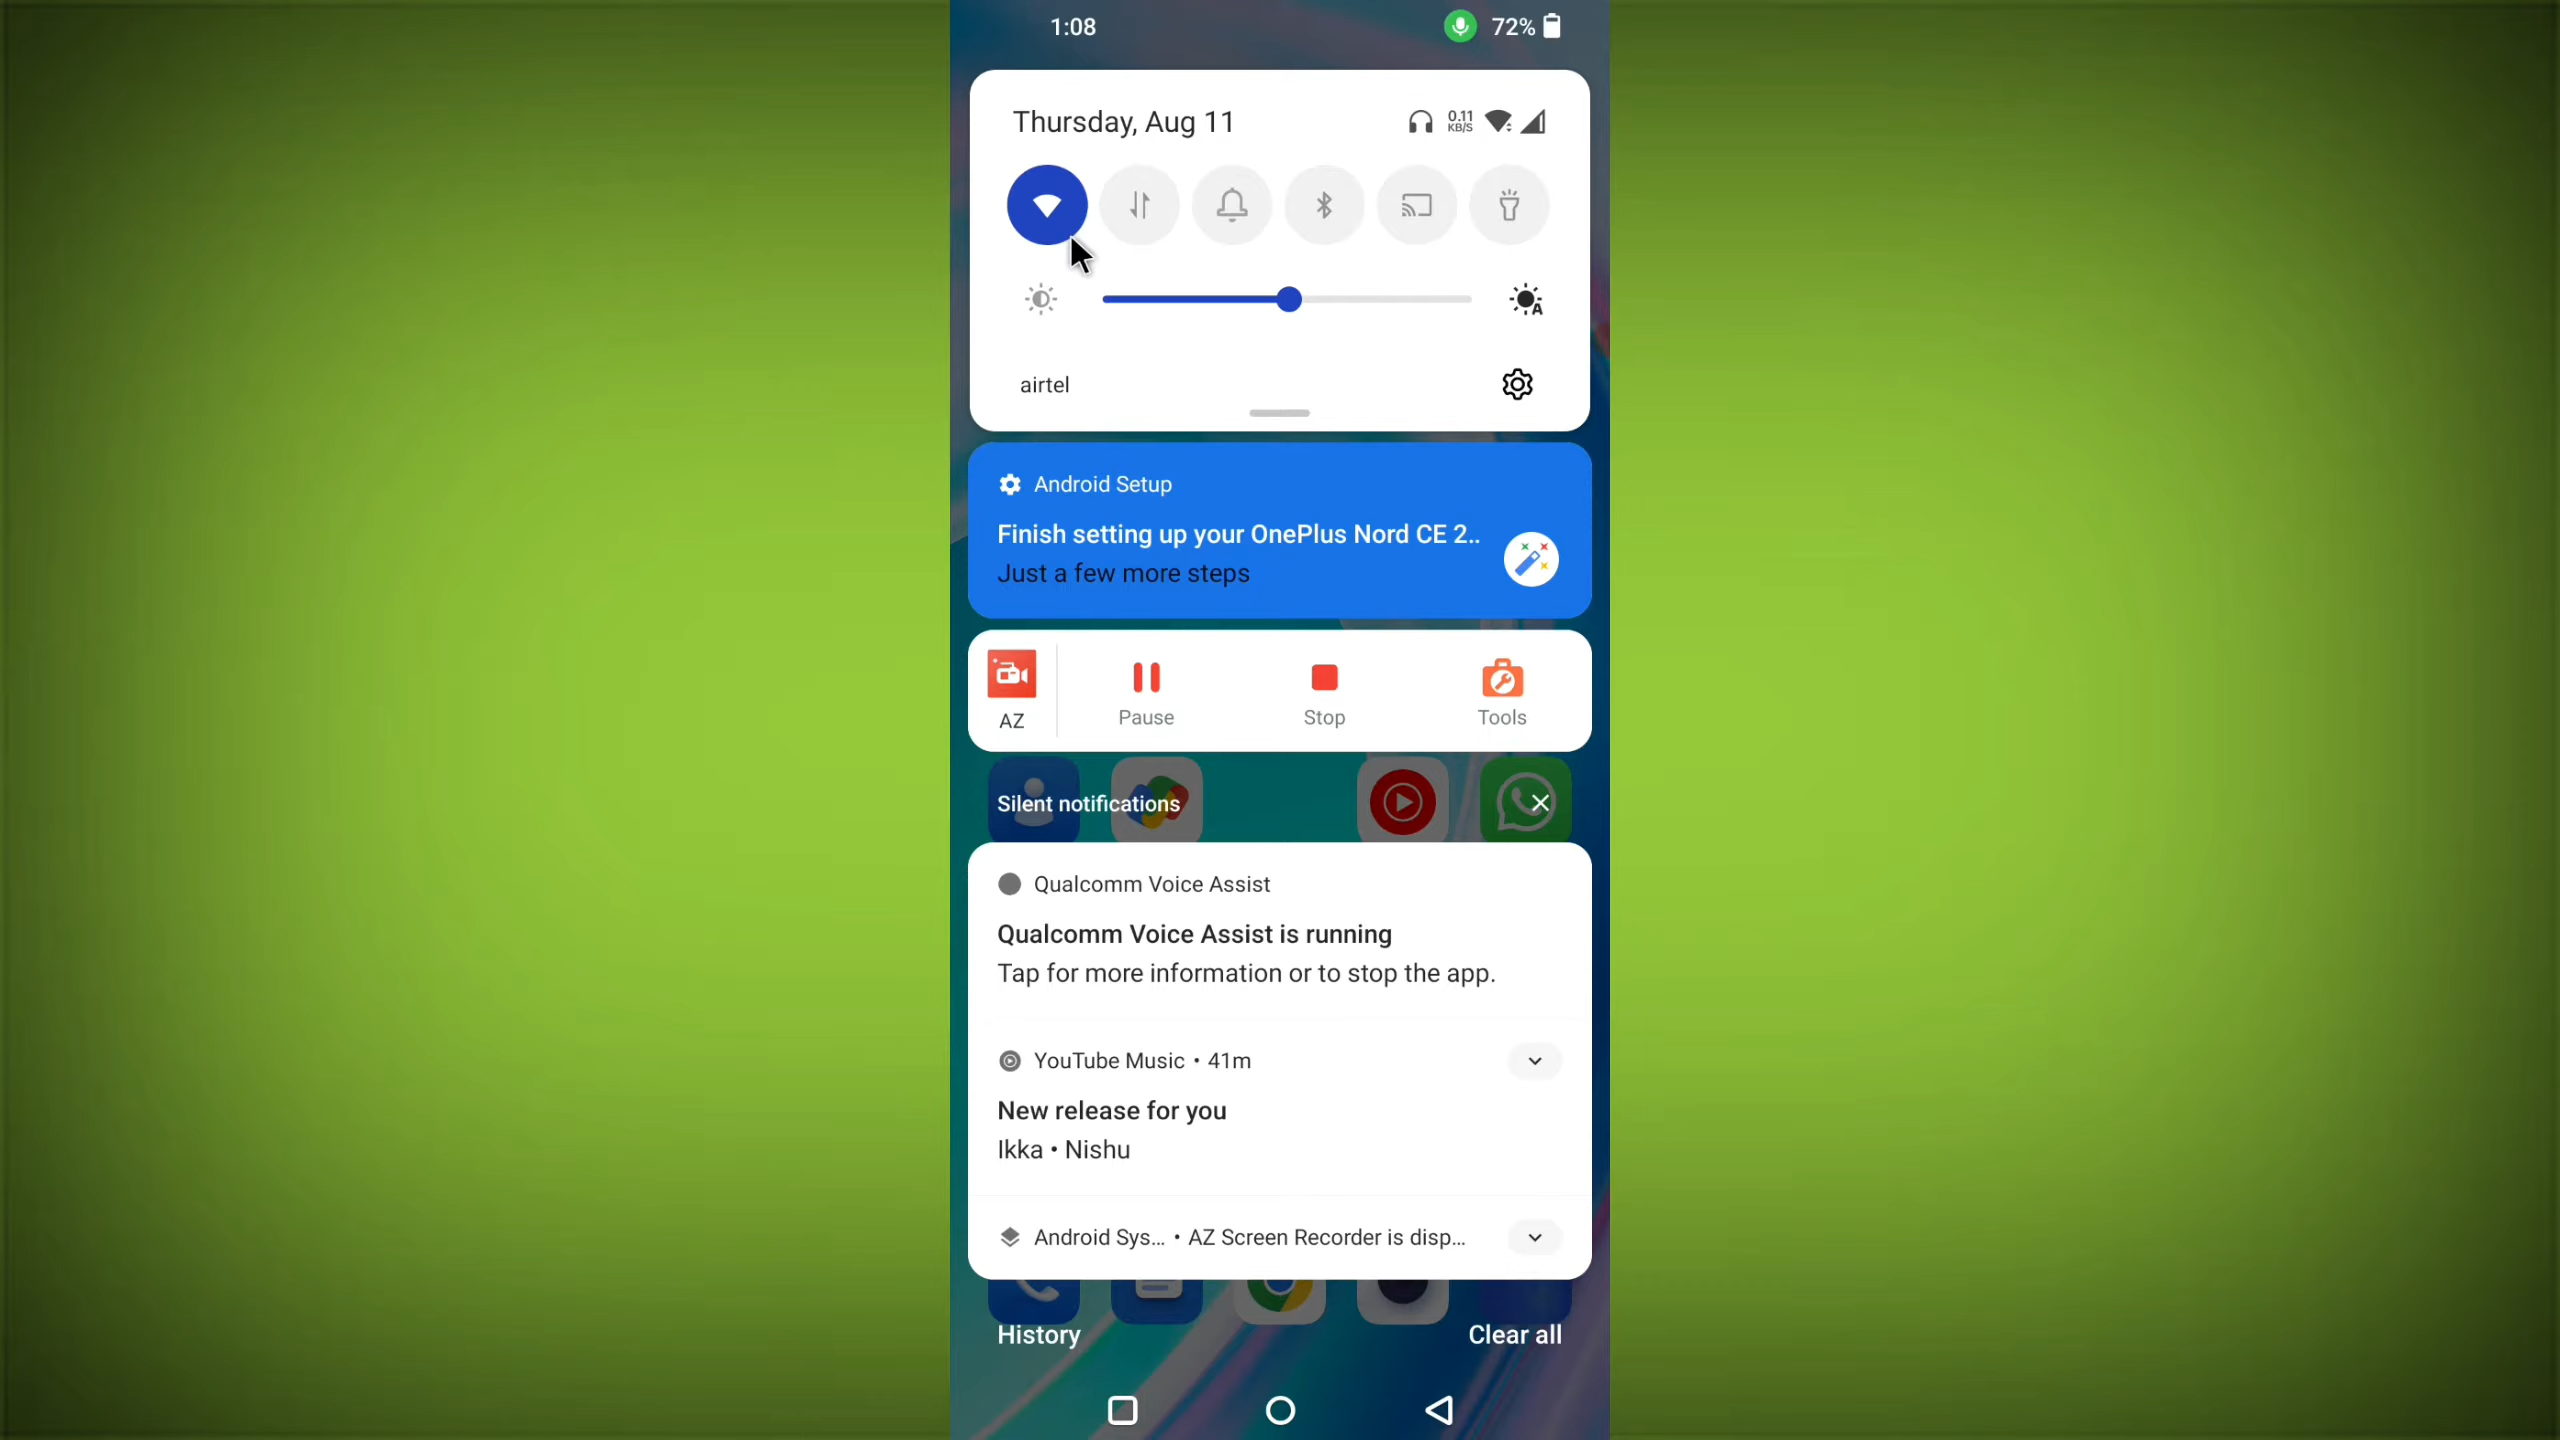 1:08
72%
Thursday, Aug 11
0.11
KB/S
A
airtel
Android Setup
Finish setting up your OnePlus Nord CE 2..
Just a few more steps
AZ
Pause
Stop
Tools
Silent notifications
Qualcomm Voice Assist
Qualcomm Voice Assist is running
Tap for more information or to stop the app.
YouTube Music • 41m
New release for you
Ikka • Nishu
Android Sys... • AZ Screen Recorder is disp...
History
Clear all